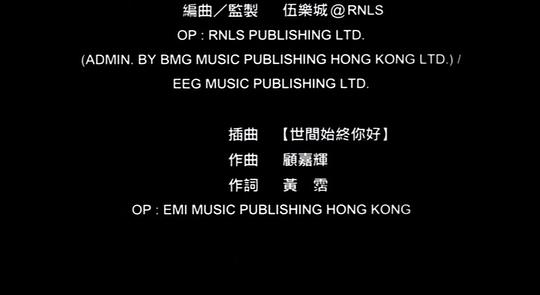 編曲／監製 伍樂城@RNLS
OP : RNLS PUBLISHING LTD.
(ADMIN. BY BMG MUSIC PUBLISHING HONG KONG LTD.) /
EEG MUSIC PUBLISHING LTD.
插曲 【世間始終你好】
作曲 顧嘉輝
作詞 黃 霑
OP : EMI MUSIC PUBLISHING HONG KONG